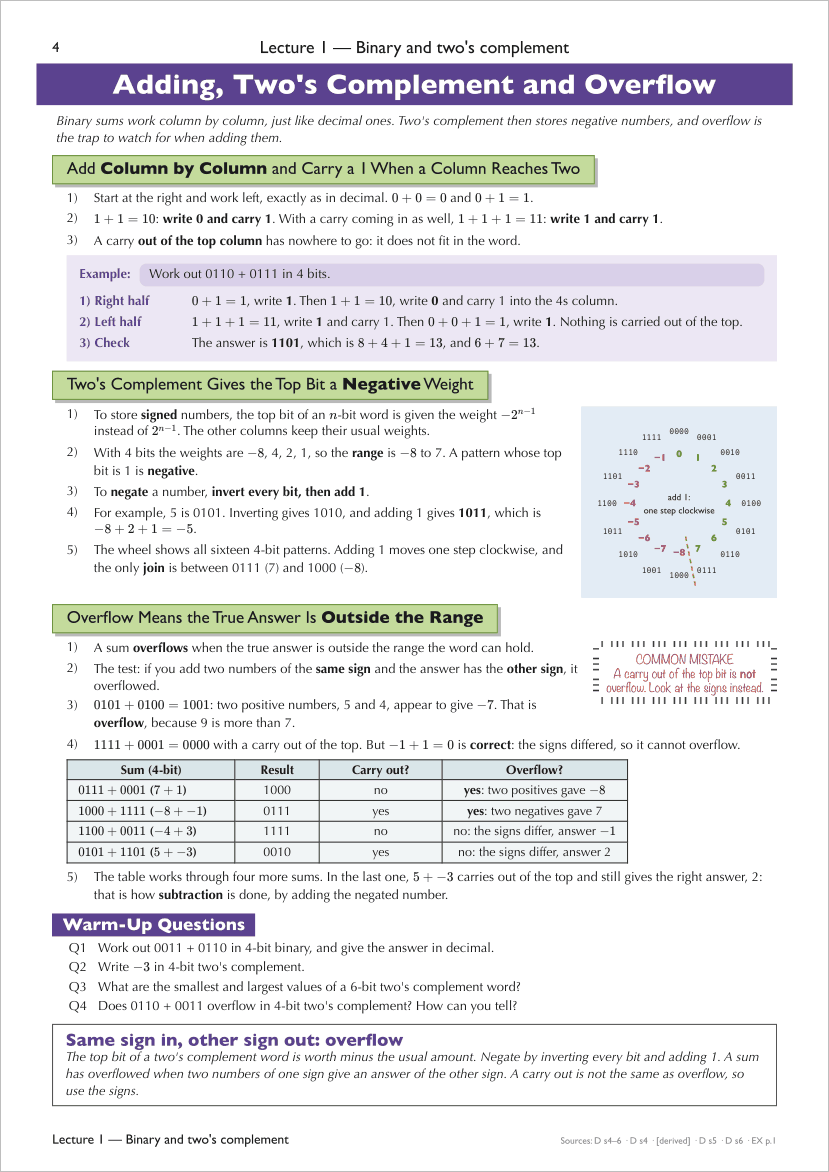 4
Lecture 1 — Binary and two's complement
Adding, Two's Complement and Overflow
Binary sums work column by column, just like decimal ones. Two's complement then stores negative numbers, and overflow is
the trap to watch for when adding them.
Add Column by Column and Carry a 1 When a Column Reaches Two
1) Start at the right and work left, exactly as in decimal. 0 + 0 = 0 and 0 + 1 = 1.
2) 1 + 1 = 10: write 0 and carry 1. With a carry coming in as well, 1 + 1 + 1 = 11: write 1 and carry 1.
3) A carry out of the top column has nowhere to go: it does not fit in the word.
Example: Work out 0110 + 0111 in 4 bits.
1) Right half 0 + 1 = 1, write 1. Then 1 + 1 = 10, write 0 and carry 1 into the 4s column.
2) Left half 1 + 1 + 1 = 11, write 1 and carry 1. Then 0 + 0 + 1 = 1, write 1. Nothing is carried out of the top.
3) Check The answer is 1101, which is 8 + 4 + 1 = 13, and 6 + 7 = 13.
Two's Complement Gives the Top Bit a Negative Weight
1) To store signed numbers, the top bit of an n-bit word is given the weight −2^{n−1}
instead of 2^{n−1}. The other columns keep their usual weights.
2) With 4 bits the weights are −8, 4, 2, 1, so the range is −8 to 7. A pattern whose top
bit is 1 is negative.
3) To negate a number, invert every bit, then add 1.
4) For example, 5 is 0101. Inverting gives 1010, and adding 1 gives 1011, which is
−8 + 2 + 1 = −5.
5) The wheel shows all sixteen 4-bit patterns. Adding 1 moves one step clockwise, and
the only join is between 0111 (7) and 1000 (−8).
0000
1111 0001
1110 −1 0 1 0010
−2 2
1101 −3 3 0011
add 1:
1100 −4 4 0100
one step clockwise
1011 −5 5 0101
−6 6
1010 −7 −8 7 0110
1001 1000 0111
Overflow Means the True Answer Is Outside the Range
1) A sum overflows when the true answer is outside the range the word can hold.
2) The test: if you add two numbers of the same sign and the answer has the other sign, it
overflowed.
3) 0101 + 0100 = 1001: two positive numbers, 5 and 4, appear to give −7. That is
overflow, because 9 is more than 7.
4) 1111 + 0001 = 0000 with a carry out of the top. But −1 + 1 = 0 is correct: the signs differed, so it cannot overflow.
COMMON MISTAKE
A carry out of the top bit is not
overflow. Look at the signs instead.
Sum (4-bit) Result Carry out? Overflow?
0111 + 0001 (7 + 1) 1000 no yes: two positives gave −8
1000 + 1111 (−8 + −1) 0111 yes yes: two negatives gave 7
1100 + 0011 (−4 + 3) 1111 no no: the signs differ, answer −1
0101 + 1101 (5 + −3) 0010 yes no: the signs differ, answer 2
5) The table works through four more sums. In the last one, 5 + −3 carries out of the top and still gives the right answer, 2:
that is how subtraction is done, by adding the negated number.
Warm-Up Questions
Q1 Work out 0011 + 0110 in 4-bit binary, and give the answer in decimal.
Q2 Write −3 in 4-bit two's complement.
Q3 What are the smallest and largest values of a 6-bit two's complement word?
Q4 Does 0110 + 0011 overflow in 4-bit two's complement? How can you tell?
Same sign in, other sign out: overflow
The top bit of a two's complement word is worth minus the usual amount. Negate by inverting every bit and adding 1. A sum
has overflowed when two numbers of one sign give an answer of the other sign. A carry out is not the same as overflow, so
use the signs.
Lecture 1 — Binary and two's complement
Sources: D s4–6 · D s4 · [derived] · D s5 · D s6 · EX p.1